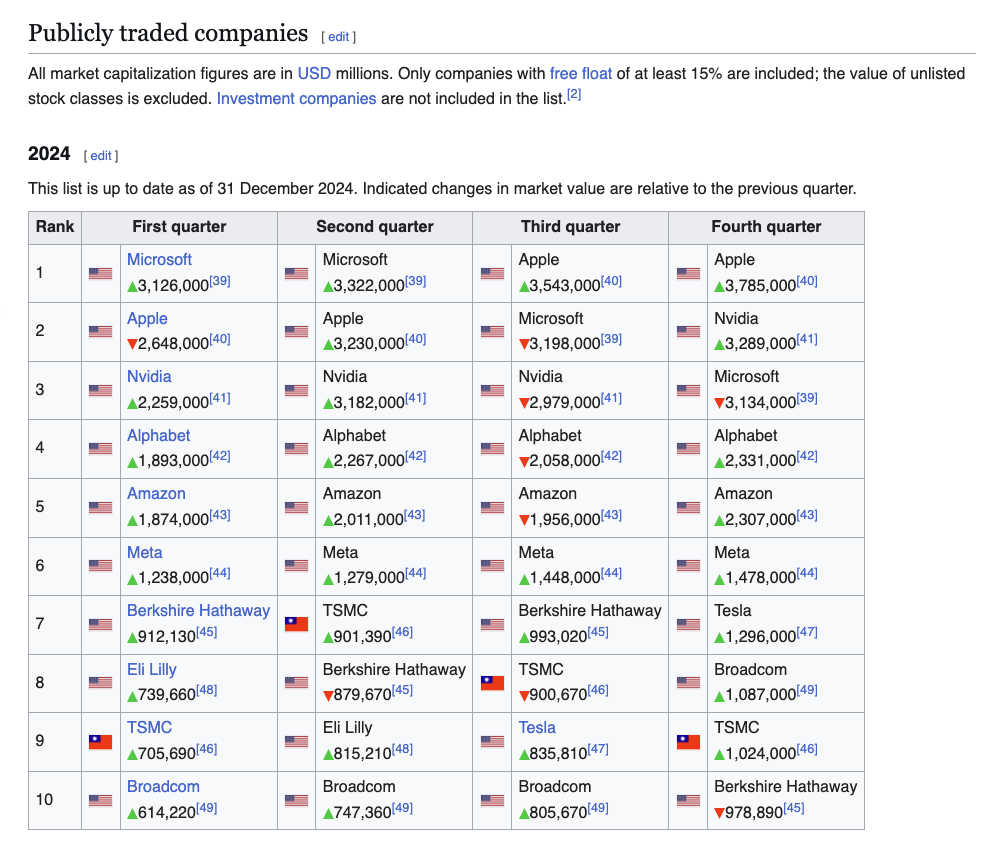 Publicly traded companies [ edit ]
All market capitalization figures are in USD millions. Only companies with free float of at least 15% are included; the value of unlisted
stock classes is excluded. Investment companies are not included in the list.[2]
2024 [ edit ]
This list is up to date as of 31 December 2024. Indicated changes in market value are relative to the previous quarter.
Rank First quarter Second quarter Third quarter Fourth quarter
1 Microsoft Microsoft Apple Apple
▲3,126,000[39] ▲3,322,000[39] ▲3,543,000[40] ▲3,785,000[40]
2 Apple Apple Microsoft Nvidia
▼2,648,000[40] ▲3,230,000[40] ▼3,198,000[39] ▲3,289,000[41]
3 Nvidia Nvidia Nvidia Microsoft
▲2,259,000[41] ▲3,182,000[41] ▼2,979,000[41] ▼3,134,000[39]
4 Alphabet Alphabet Alphabet Alphabet
▲1,893,000[42] ▲2,267,000[42] ▼2,058,000[42] ▲2,331,000[42]
5 Amazon Amazon Amazon Amazon
▲1,874,000[43] ▲2,011,000[43] ▼1,956,000[43] ▲2,307,000[43]
6 Meta Meta Meta Meta
▲1,238,000[44] ▲1,279,000[44] ▲1,448,000[44] ▲1,478,000[44]
7 Berkshire Hathaway TSMC Berkshire Hathaway Tesla
▲912,130[45] ▲901,390[46] ▲993,020[45] ▲1,296,000[47]
8 Eli Lilly Berkshire Hathaway TSMC Broadcom
▲739,660[48] ▼879,670[45] ▼900,670[46] ▲1,087,000[49]
9 TSMC Eli Lilly Tesla TSMC
▲705,690[46] ▲815,210[48] ▲835,810[47] ▲1,024,000[46]
10 Broadcom Broadcom Broadcom Berkshire Hathaway
▲614,220[49] ▲747,360[49] ▲805,670[49] ▼978,890[45]